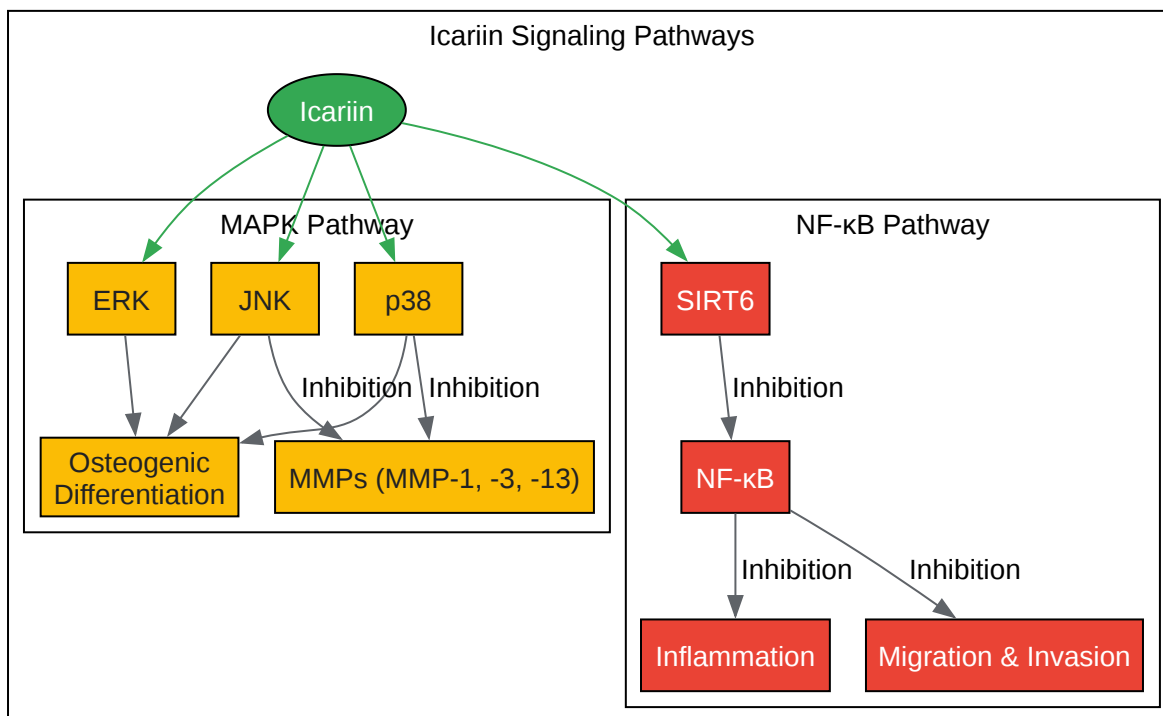 Icariin Signaling Pathways
Icariin
MAPK Pathway
NF-κB Pathway
ERK
JNK
p38
SIRT6
Inhibition
Inhibition
Inhibition
Osteogenic
Differentiation
MMPs (MMP-1, -3, -13)
NF-κB
Inhibition
Inhibition
Inflammation
Migration & Invasion